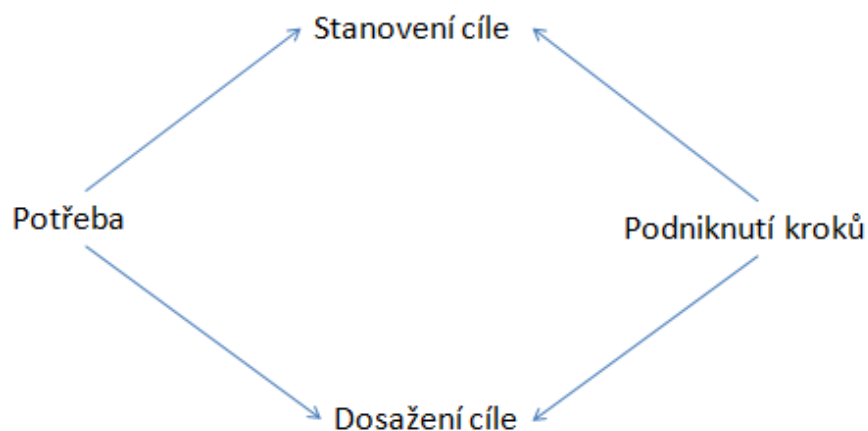 Stanovení cíle
Potřeba
Podniknutí kroků
Dosažení cíle